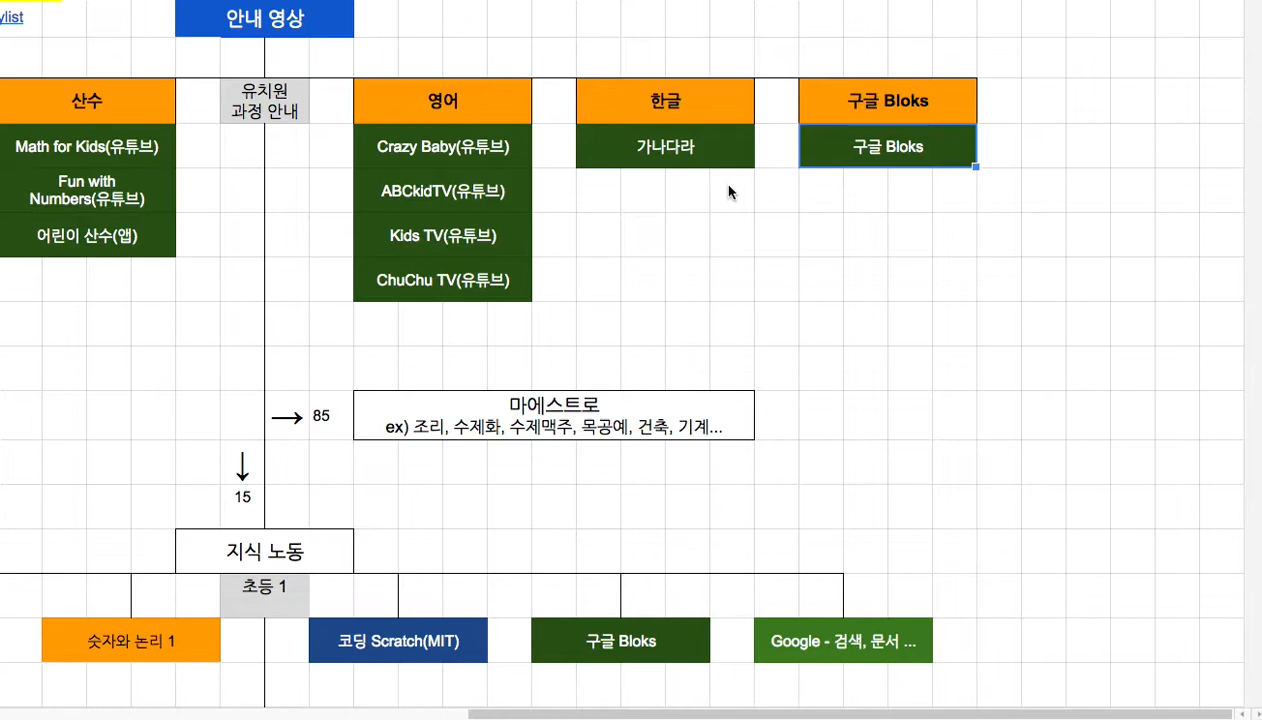 ylist
안내 영상
산수
유치원
과정 안내
영어
한글
구글 Bloks
Math for Kids(유튜브)
Crazy Baby(유튜브)
가나다라
구글 Bloks
Fun with
Numbers(유튜브)
ABCkidTV(유튜브)
어린이 산수(앱)
Kids TV(유튜브)
ChuChu TV(유튜브)
→ 85
마에스트로
ex) 조리, 수제화, 수제맥주, 목공예, 건축, 기계...
↓
15
지식 노동
초등 1
숫자와 논리 1
코딩 Scratch(MIT)
구글 Bloks
Google - 검색, 문서 ...